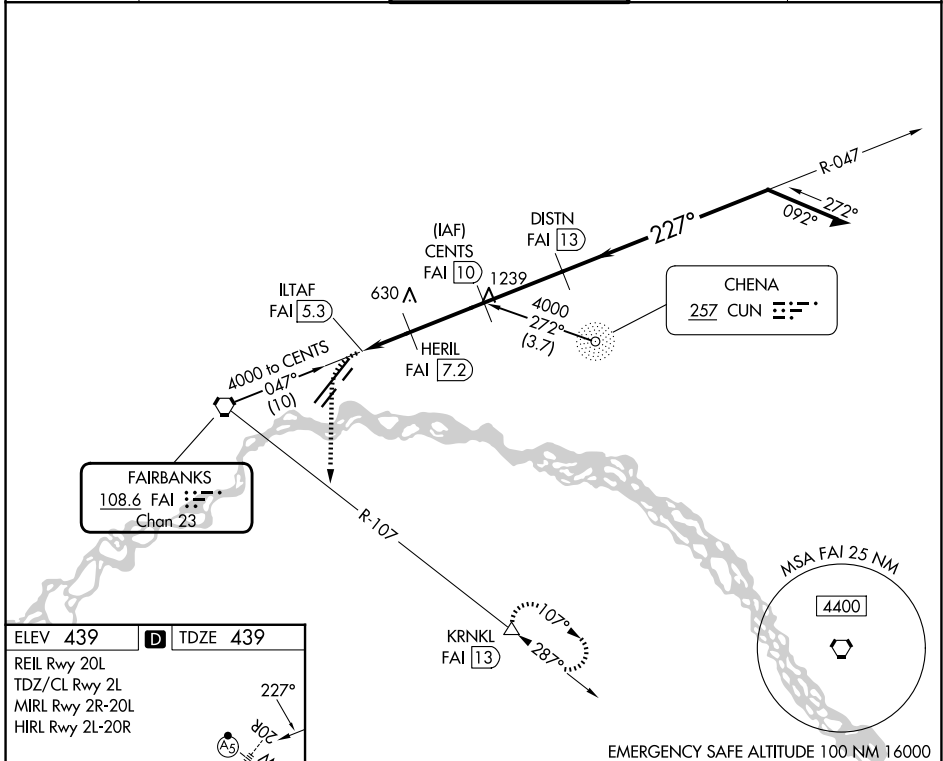 R-047
272°
092°
227°
DISTN
FAI 13
(IAF)
CENTS
FAI 10
1239
4000
272°
(3.7)
CHENA
257 CUN
630
ILTAF
FAI 5.3
HERIL
FAI 7.2
4000 to CENTS
047°
(10)
FAIRBANKS
108.6 FAI
Chan 23
R-107
KRNKL
FAI 13
107°
287°
MSA FAI 25 NM
4400
ELEV 439 D TDZE 439
REIL Rwy 20L
TDZ/CL Rwy 2L
MIRL Rwy 2R-20L
HIRL Rwy 2L-20R
227°
20R
A5
EMERGENCY SAFE ALTITUDE 100 NM 16000